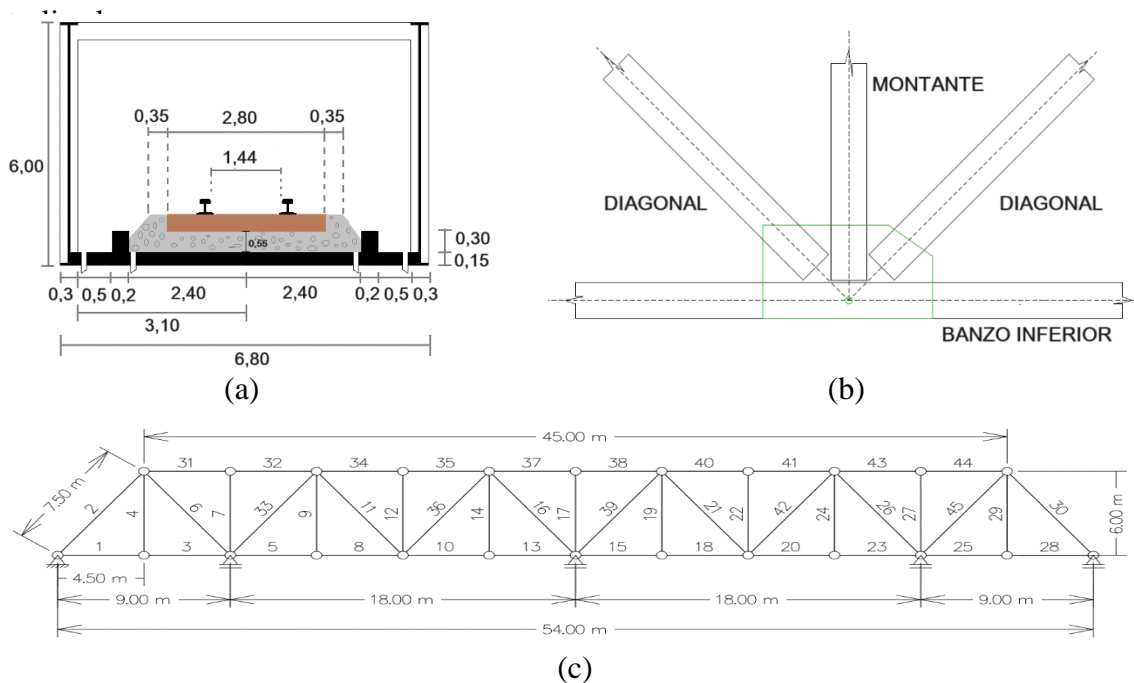 0,35 2,80 0,35
1,44
6,00
0,55
0,30
0,15
0,3 0,5 0,2 2,40 2,40 0,2 0,5 0,3
3,10
6,80
(a)
MONTANTE
DIAGONAL DIAGONAL
BANZO INFERIOR
(b)
45.00 m
31 32 34 35 37 38 40 41 43 44
7.50 m
2 4 6 7 33 9 11 12 36 14 16 17 39 19 21 22 42 24 26 27 45 29 30
6.00 m
1 3 5 8 10 13 15 18 20 23 25 28
4.50 m
9.00 m 18.00 m 18.00 m 9.00 m
54.00 m
(c)